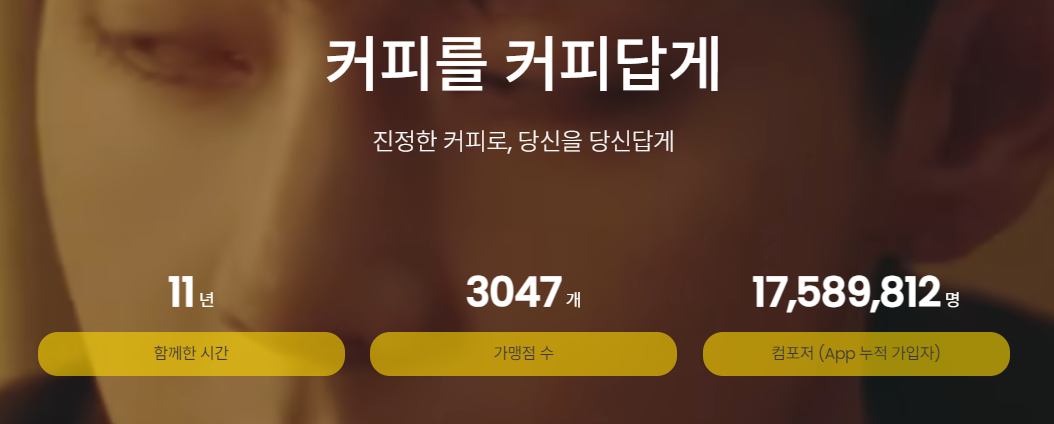 커피를 커피답게
진정한 커피로, 당신을 당신답게
11 년
3047 개
17,589,812 명
함께한 시간
가맹점 수
컴포저 (App 누적 가입자)